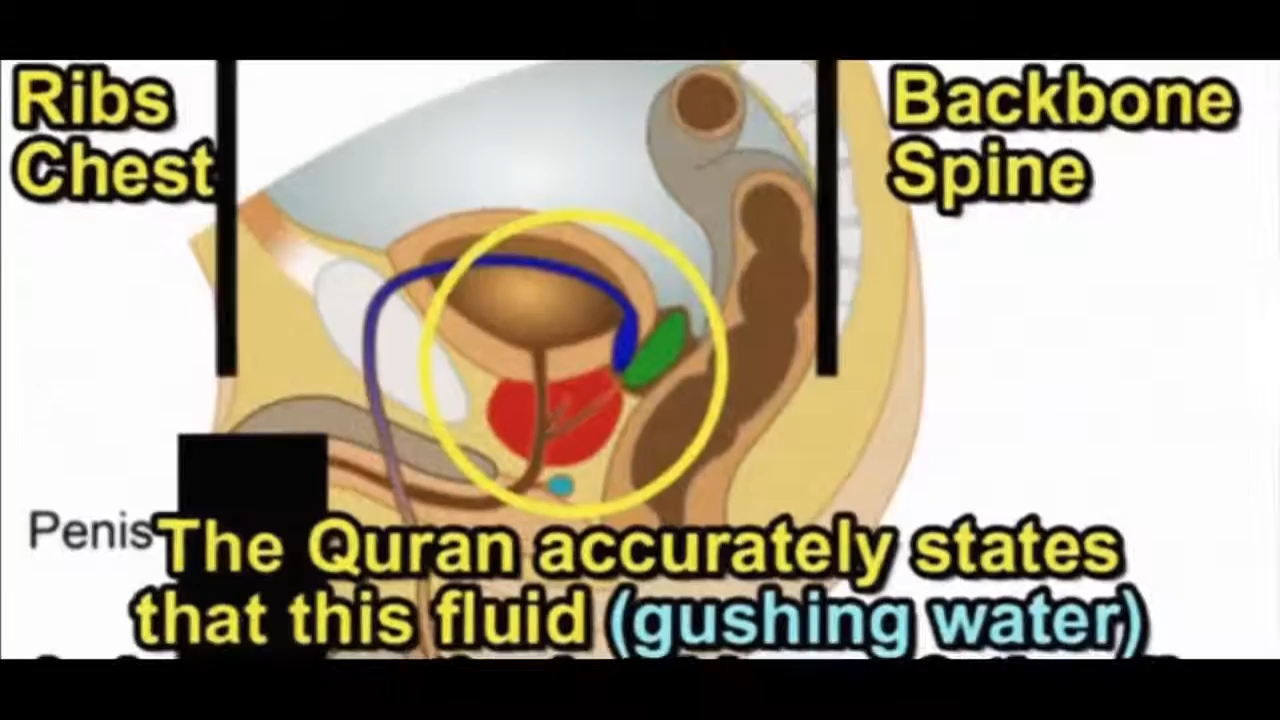 Ribs
Chest
Backbone
Spine
Penis
The Quran accurately states
that this fluid (gushing water)